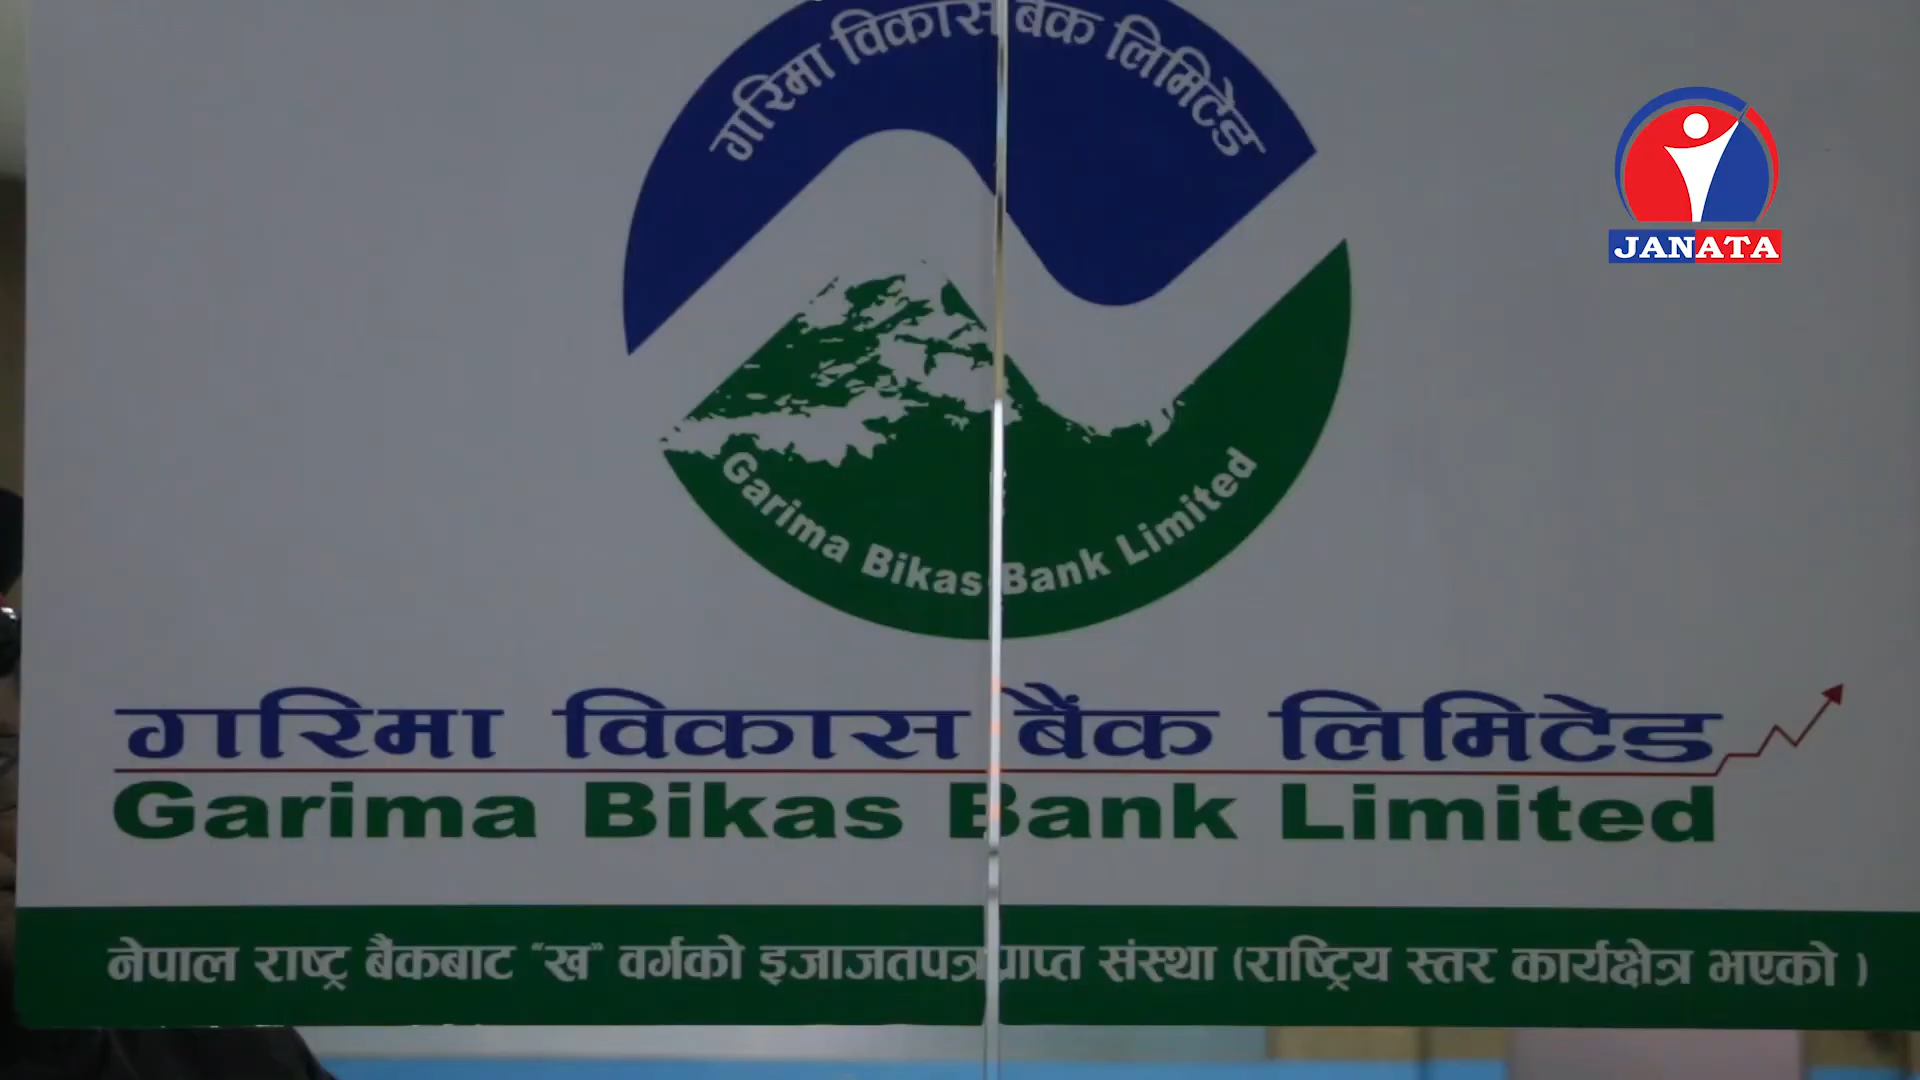 गरिमा विकास बैंक लिमिटेड
JANATA
Garima Bikas Bank Limited
गरिमा विकास बैंक लिमिटेड
Garima Bikas Bank Limited
नेपाल राष्ट्र बैंकबाट “ख” वर्गको इजाजतपत्रप्राप्त संस्था (राष्ट्रिय स्तर कार्यक्षेत्र भएको )